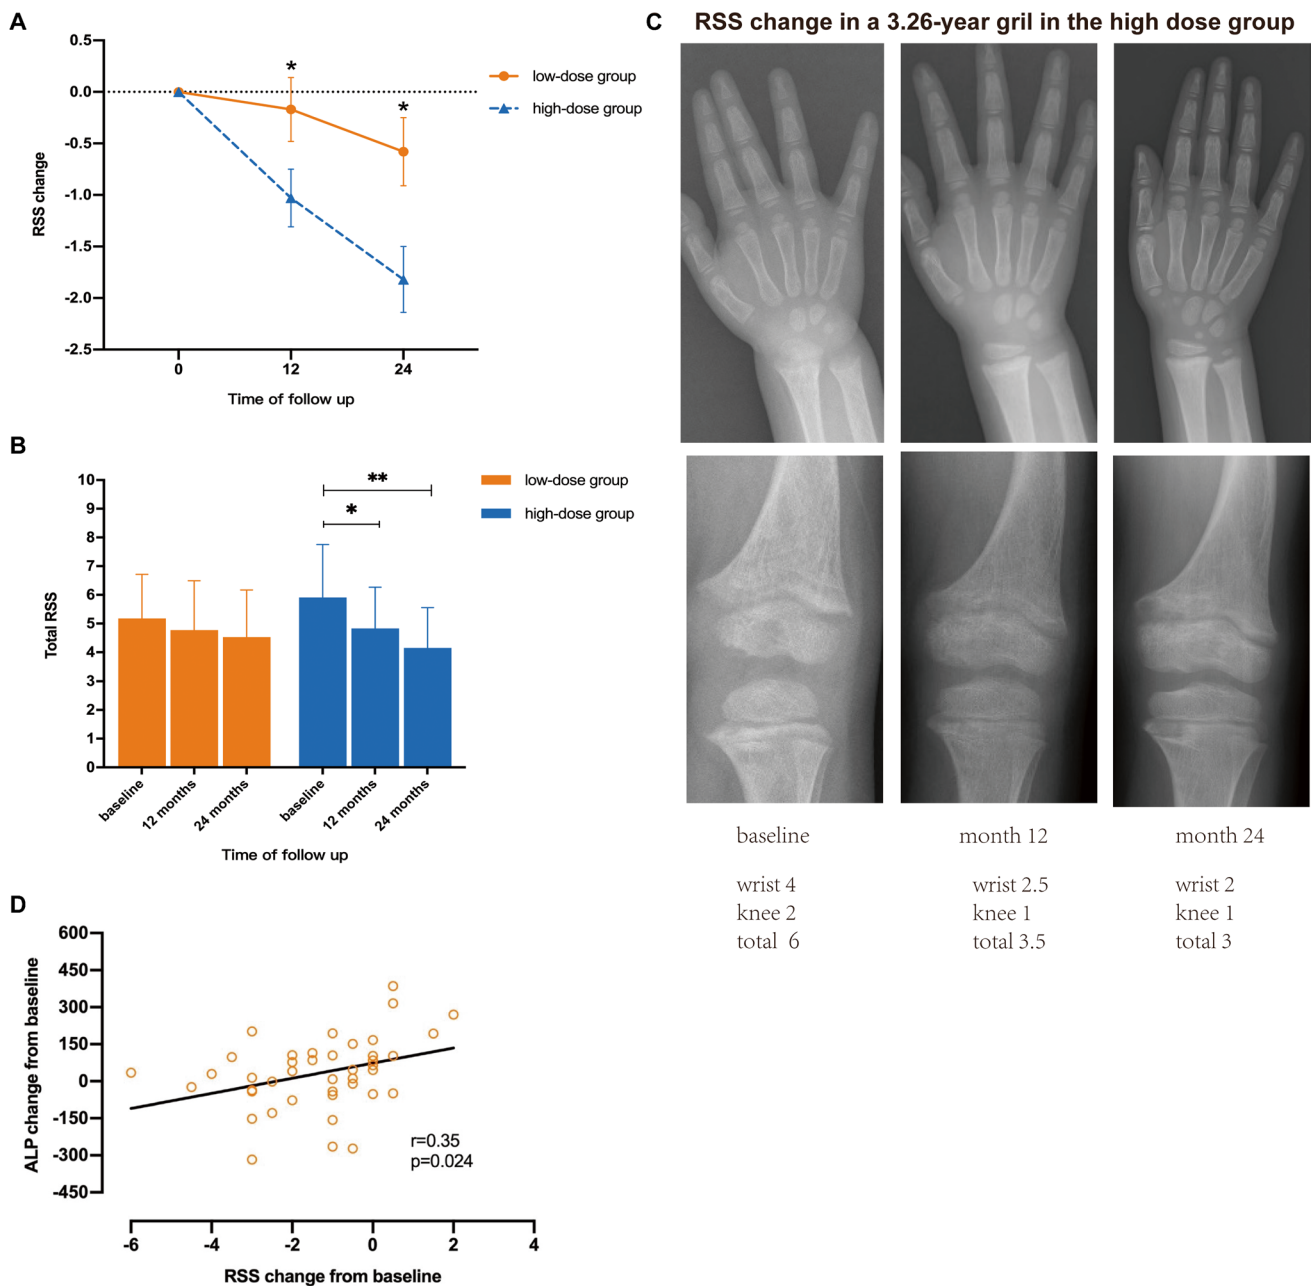 A
0.5
0.0
-0.5
-1.0
-1.5
-2.0
-2.5
RSS change
*
*
0
12
24
Time of follow up
low-dose group
high-dose group
B
10
9
8
7
6
5
4
3
2
1
0
Total RSS
*
**
baseline
12 months
24 months
baseline
12 months
24 months
Time of follow up
low-dose group
high-dose group
C
RSS change in a 3.26-year gril in the high dose group
baseline
month 12
month 24
wrist 4
wrist 2.5
wrist 2
knee 2
knee 1
knee 1
total 6
total 3.5
total 3
D
600
450
300
150
0
-150
-300
-450
ALP change from baseline
r=0.35
p=0.024
-6
-4
-2
0
2
4
RSS change from baseline